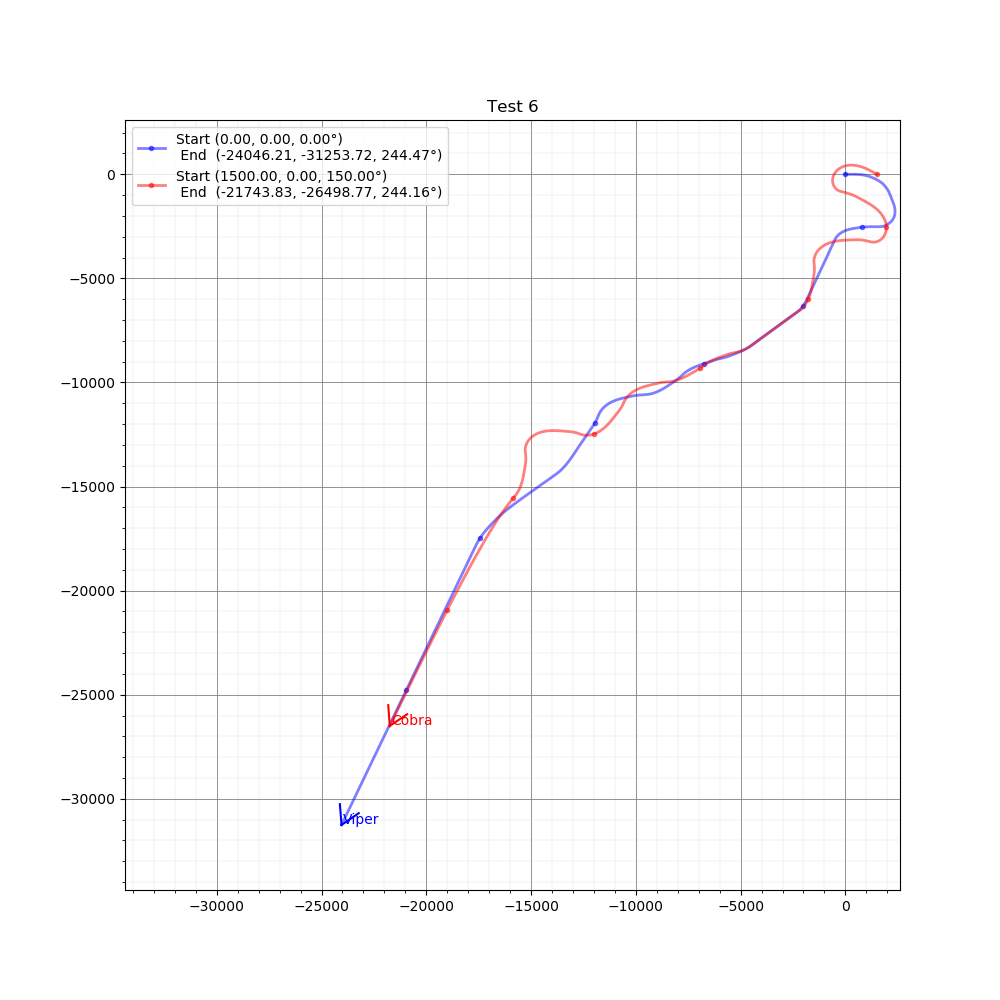 Test 6
Start (0.00, 0.00, 0.00°)
End (-24046.21, -31253.72, 244.47°)
Start (1500.00, 0.00, 150.00°)
End (-21743.83, -26498.77, 244.16°)
0
−5000
−10000
−15000
−20000
−25000
−30000
Cobra
Viper
−30000 −25000 −20000 −15000 −10000 −5000 0